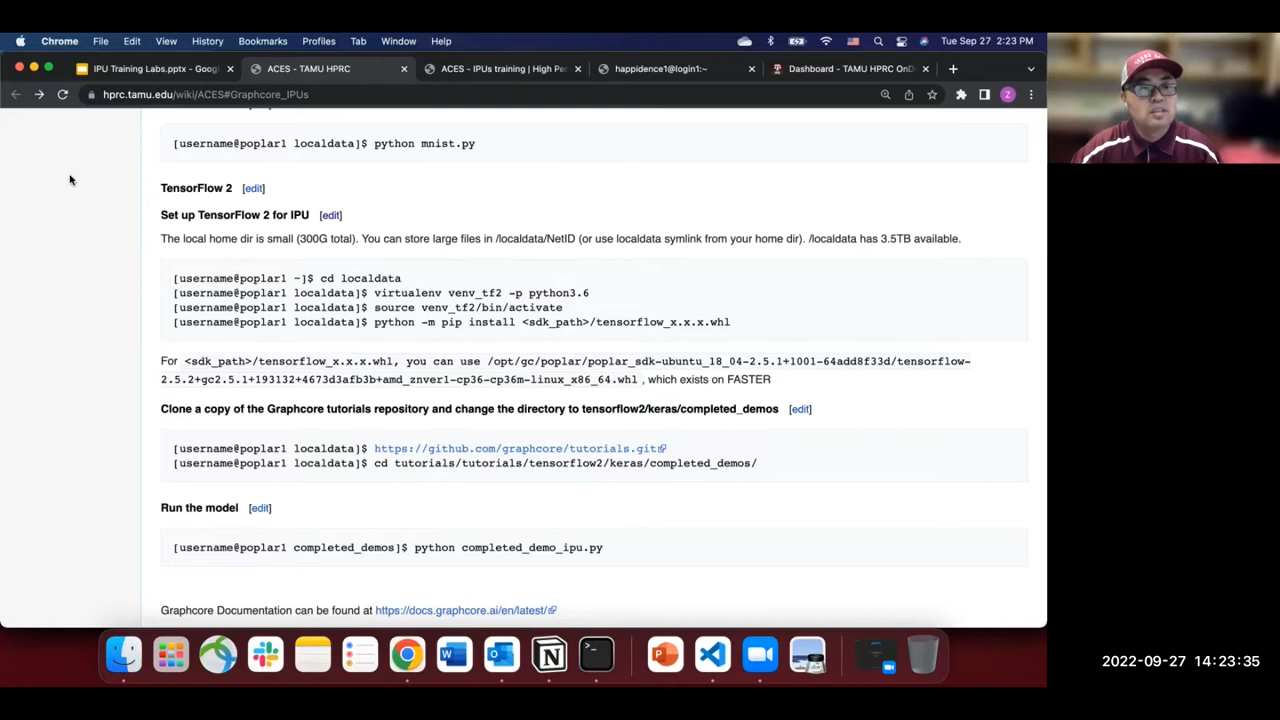 Chrome File Edit View History Bookmarks Profiles Tab Window Help Tue Sep 27 2:23 PM
IPU Training Labs.pptx - Googl ACES - TAMU HPRC ACES - IPUs training | High Per happidence1@login1:~ Dashboard - TAMU HPRC OnDe
hprc.tamu.edu/wiki/ACES#Graphcore_IPUs Z
[username@poplar1 localdata]$ python mnist.py
TensorFlow 2 [edit]
Set up TensorFlow 2 for IPU [edit]
The local home dir is small (300G total). You can store large files in /localdata/NetID (or use localdata symlink from your home dir). /localdata has 3.5TB available.
[username@poplar1 ~]$ cd localdata
[username@poplar1 localdata]$ virtualenv venv_tf2 -p python3.6
[username@poplar1 localdata]$ source venv_tf2/bin/activate
[username@poplar1 localdata]$ python -m pip install <sdk_path>/tensorflow_x.x.x.whl
For <sdk_path>/tensorflow_x.x.x.whl, you can use /opt/gc/poplar/poplar_sdk-ubuntu_18_04-2.5.1+1001-64add8f33d/tensorflow-
2.5.2+gc2.5.1+193132+4673d3afb3b+amd_znver1-cp36-cp36m-linux_x86_64.whl , which exists on FASTER
Clone a copy of the Graphcore tutorials repository and change the directory to tensorflow2/keras/completed_demos [edit]
[username@poplar1 localdata]$ https://github.com/graphcore/tutorials.git
[username@poplar1 localdata]$ cd tutorials/tutorials/tensorflow2/keras/completed_demos/
Run the model [edit]
[username@poplar1 completed_demos]$ python completed_demo_ipu.py
Graphcore Documentation can be found at https://docs.graphcore.ai/en/latest/
2022-09-27 14:23:35